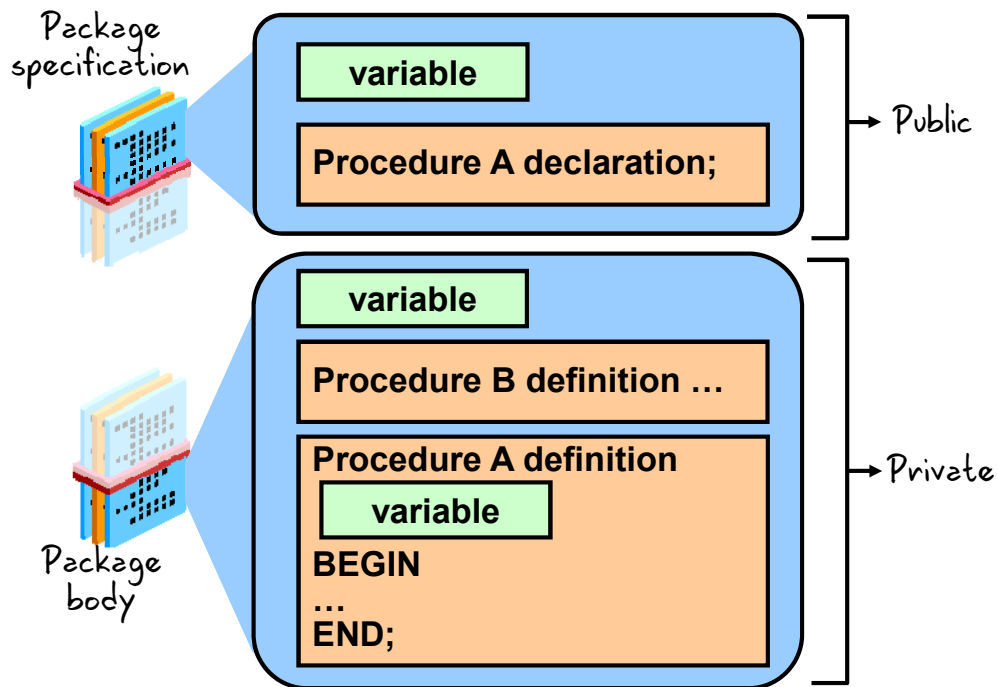 Package
specification
variable
Procedure A declaration;
Public
variable
Procedure B definition …
Procedure A definition
variable
BEGIN
…
END;
Private
Package
body